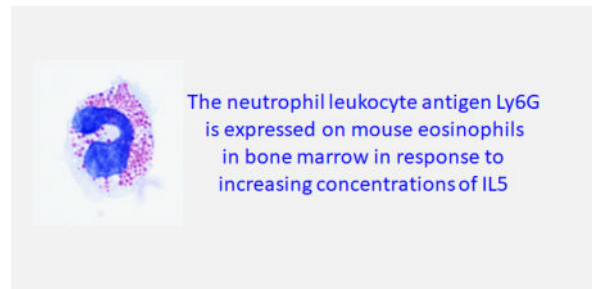 The neutrophil leukocyte antigen Ly6G
is expressed on mouse eosinophils
in bone marrow in response to
increasing concentrations of IL5